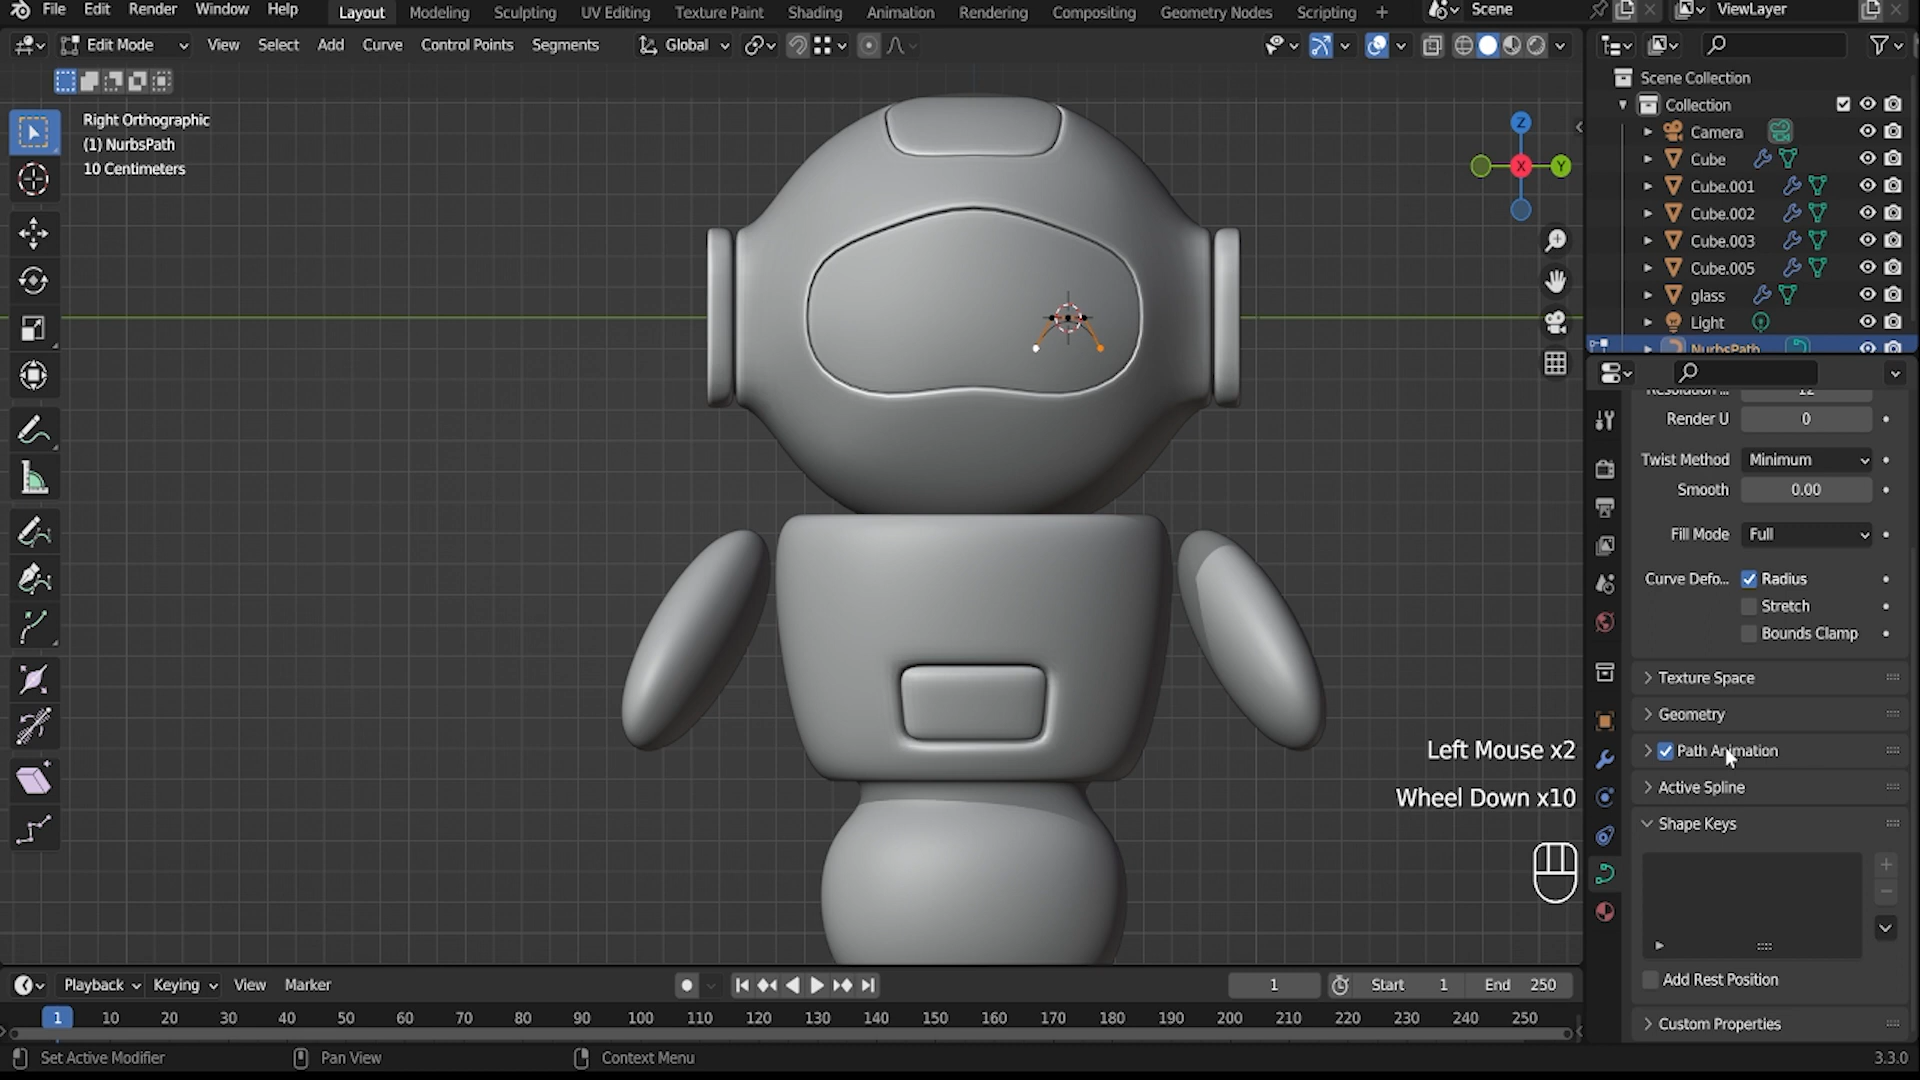 File Edit Render Window Help Layout Modeling Sculpting UV Editing Texture Paint Shading Animation Rendering Compositing Geometry Nodes Scripting + Scene ViewLayer
Edit Mode View Select Add Curve Control Points Segments Global
Right Orthographic
(1) NurbsPath
10 Centimeters
Z
X
Y
Scene Collection
Collection
Camera
Cube
Cube.001
Cube.002
Cube.003
Cube.005
glass
Light
NurbsPath
Resolution ... 12
Render U 0
Twist Method Minimum
Smooth 0.00
Fill Mode Full
Curve Defo... Radius
Stretch
Bounds Clamp
Texture Space
Geometry
Path Animation
Active Spline
Shape Keys
Add Rest Position
Custom Properties
Left Mouse x2
Wheel Down x10
Playback Keying View Marker 1 Start 1 End 250
1 10 20 30 40 50 60 70 80 90 100 110 120 130 140 150 160 170 180 190 200 210 220 230 240 250
Set Active Modifier Pan View Context Menu 3.3.0